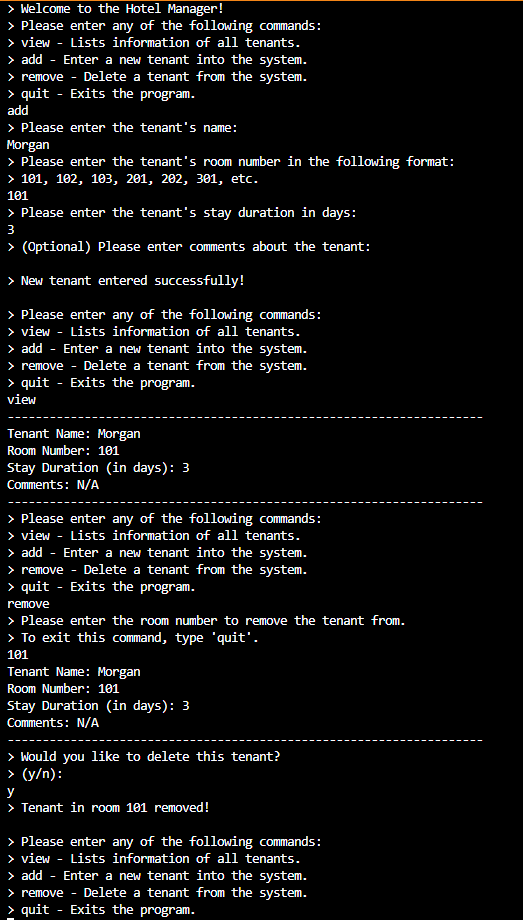 > Welcome to the Hotel Manager!
> Please enter any of the following commands:
> view - Lists information of all tenants.
> add - Enter a new tenant into the system.
> remove - Delete a tenant from the system.
> quit - Exits the program.
add
> Please enter the tenant's name:
Morgan
> Please enter the tenant's room number in the following format:
> 101, 102, 103, 201, 202, 301, etc.
101
> Please enter the tenant's stay duration in days:
3
> (Optional) Please enter comments about the tenant:

> New tenant entered successfully!

> Please enter any of the following commands:
> view - Lists information of all tenants.
> add - Enter a new tenant into the system.
> remove - Delete a tenant from the system.
> quit - Exits the program.
view
--------------------------------------------------------------------
Tenant Name: Morgan
Room Number: 101
Stay Duration (in days): 3
Comments: N/A
--------------------------------------------------------------------
> Please enter any of the following commands:
> view - Lists information of all tenants.
> add - Enter a new tenant into the system.
> remove - Delete a tenant from the system.
> quit - Exits the program.
remove
> Please enter the room number to remove the tenant from.
> To exit this command, type 'quit'.
101
Tenant Name: Morgan
Room Number: 101
Stay Duration (in days): 3
Comments: N/A
--------------------------------------------------------------------
> Would you like to delete this tenant?
> (y/n):
y
> Tenant in room 101 removed!

> Please enter any of the following commands:
> view - Lists information of all tenants.
> add - Enter a new tenant into the system.
> remove - Delete a tenant from the system.
> quit - Exits the program.